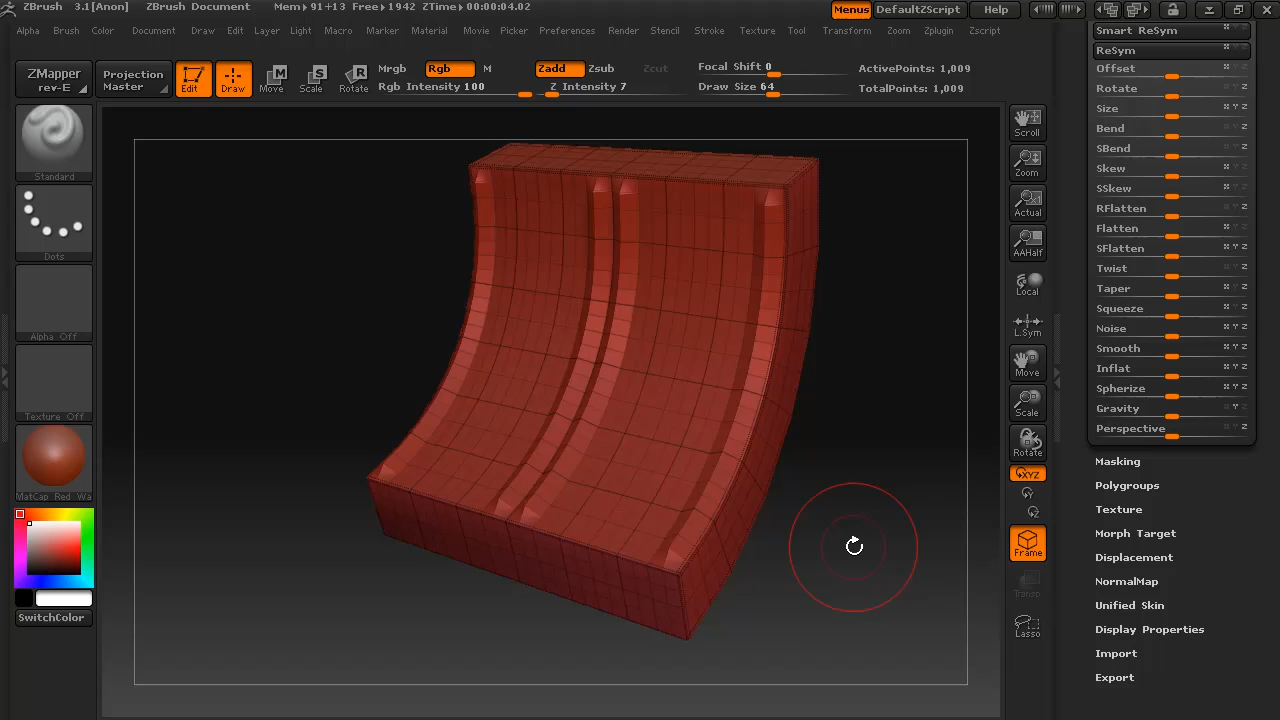 ZBrush 3.1[Anon] ZBrush Document Mem▸91+13 Free▸1942 ZTime▸00:00:04.02
Menus DefaultZScript Help
Alpha Brush Color Document Draw Edit Layer Light Macro Marker Material Movie Picker Preferences Render Stencil Stroke Texture Tool Transform Zoom Zplugin Zscript
ZMapper
rev-E
Projection
Master
Edit
Draw
Move
Scale
Rotate
Mrgb Rgb M
Rgb Intensity 100
Zadd Zsub Zcut
Z Intensity 7
Focal Shift 0
Draw Size 64
ActivePoints: 1,009
TotalPoints: 1,009
Standard
Dots
Alpha Off
Texture Off
MatCap Red Wa
SwitchColor
Scroll
Zoom
Actual
AAHalf
Local
L.Sym
Move
Scale
Rotate
XYZ
Y
Z
Frame
Transp
Lasso
Smart ReSym
ReSym
Offset X Y Z
Rotate X Y Z
Size X Y Z
Bend X Y Z
SBend X Y Z
Skew X Y Z
SSkew X Y Z
RFlatten X Y Z
Flatten X Y Z
SFlatten X Y Z
Twist X Y Z
Taper X Y Z
Squeeze X Y Z
Noise X Y Z
Smooth X Y Z
Inflat X Y Z
Spherize X Y Z
Gravity X Y Z
Perspective X Y Z
Masking
Polygroups
Texture
Morph Target
Displacement
NormalMap
Unified Skin
Display Properties
Import
Export